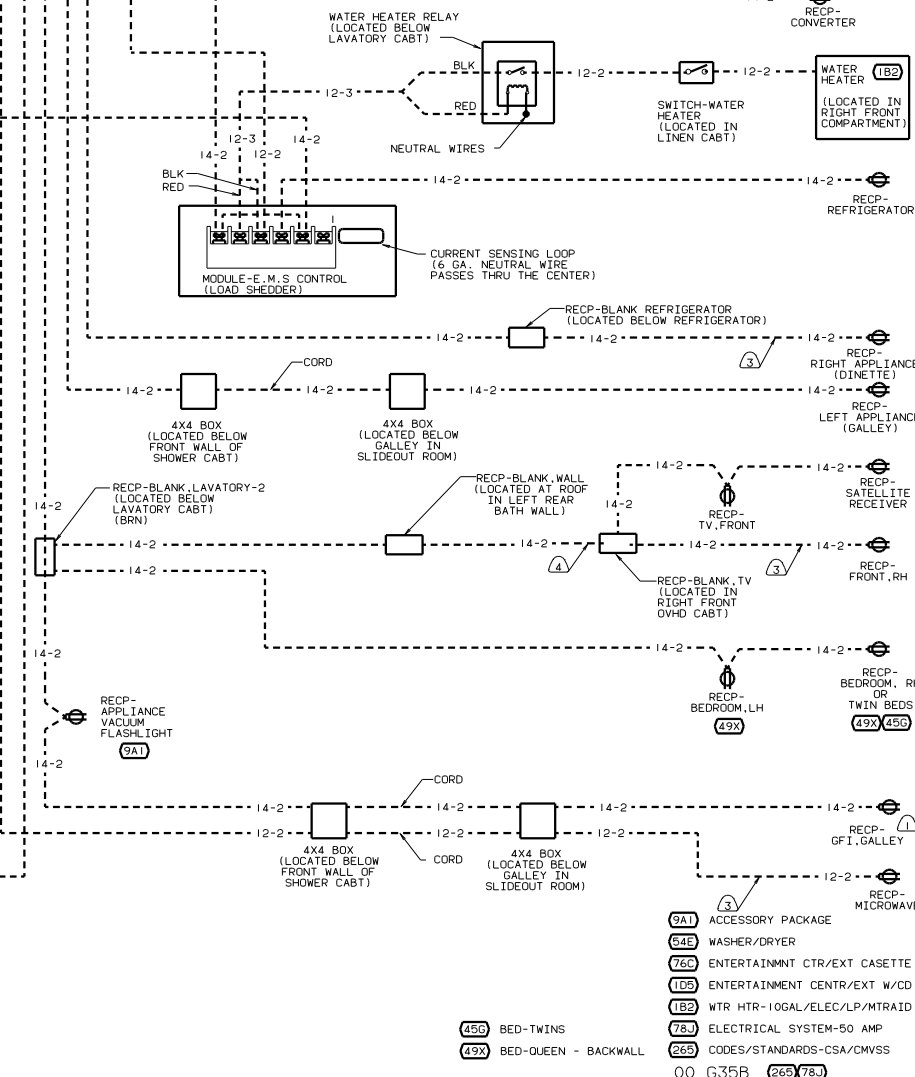 RECP-
CONVERTER
WATER HEATER RELAY
(LOCATED BELOW
LAVATORY CABT)
BLK
12-3
RED
NEUTRAL WIRES
12-2
SWITCH-WATER
HEATER
(LOCATED IN
LINEN CABT)
12-2
WATER
HEATER
1B2
(LOCATED IN
RIGHT FRONT
COMPARTMENT)
12-3
14-2
14-2
12-2
BLK
RED
14-2
14-2
RECP-
REFRIGERATOR
MODULE-E.M.S CONTROL
(LOAD SHEDDER)
CURRENT SENSING LOOP
(6 GA. NEUTRAL WIRE
PASSES THRU THE CENTER)
RECP-BLANK REFRIGERATOR
(LOCATED BELOW REFRIGERATOR)
14-2
14-2
3
14-2
RECP-
RIGHT APPLIANCE
(DINETTE)
CORD
14-2
14-2
14-2
14-2
4X4 BOX
(LOCATED BELOW
FRONT WALL OF
SHOWER CABT)
4X4 BOX
(LOCATED BELOW
GALLEY IN
SLIDEOUT ROOM)
RECP-
LEFT APPLIANCE
(GALLEY)
14-2
RECP-BLANK,LAVATORY-2
(LOCATED BELOW
LAVATORY CABT)
(BRN)
RECP-BLANK,WALL
(LOCATED AT ROOF
IN LEFT REAR
BATH WALL)
14-2
14-2
14-2
RECP-
TV,FRONT
RECP-
SATELLITE
RECEIVER
14-2
14-2
4
14-2
3
14-2
RECP-
FRONT,RH
14-2
RECP-BLANK,TV
(LOCATED IN
RIGHT FRONT
OVHD CABT)
14-2
14-2
14-2
RECP-
BEDROOM,LH
49X
RECP-
BEDROOM, R
OR
TWIN BEDS
49X
45G
RECP-
APPLIANCE
VACUUM
FLASHLIGHT
9A1
14-2
CORD
14-2
14-2
14-2
14-2
12-2
12-2
12-2
CORD
4X4 BOX
(LOCATED BELOW
FRONT WALL OF
SHOWER CABT)
4X4 BOX
(LOCATED BELOW
GALLEY IN
SLIDEOUT ROOM)
RECP-
GFI,GALLEY
1
12-2
3
RECP-
MICROWAVE
9A1 ACCESSORY PACKAGE
54E WASHER/DRYER
76C ENTERTAINMNT CTR/EXT CASETTE
1D5 ENTERTAINMENT CENTR/EXT W/CD
1B2 WTR HTR-10GAL/ELEC/LP/MTRAID
78J ELECTRICAL SYSTEM-50 AMP
265 CODES/STANDARDS-CSA/CMVSS
45G BED-TWINS
49X BED-QUEEN - BACKWALL
00 G35B 265 78J